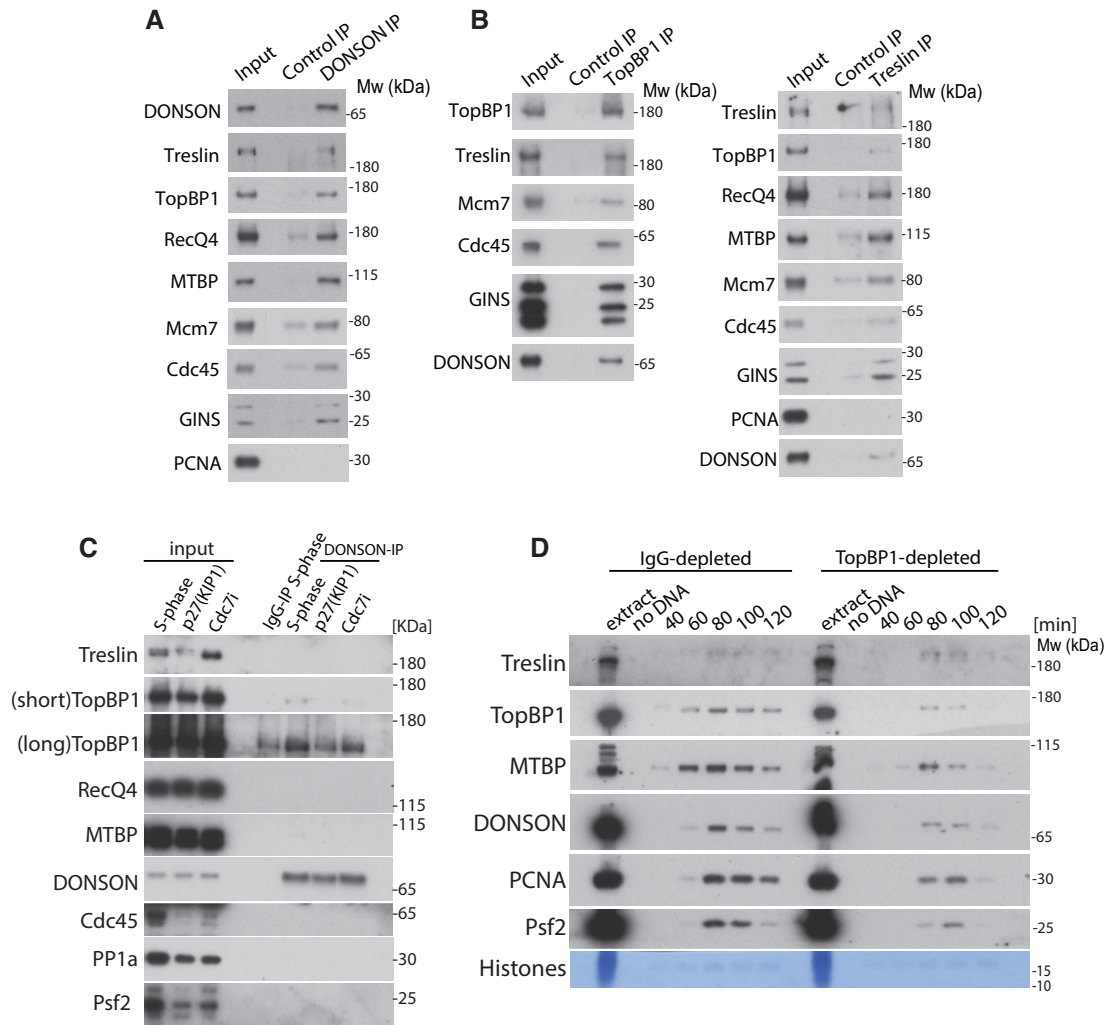 A
Input Control IP DONSON IP
Mw (kDa)
DONSON -65
Treslin -180
TopBP1 -180
RecQ4 -180
MTBP -115
Mcm7 -80
Cdc45 -65
GINS -30
-25
PCNA -30
B
Input Control IP TopBP1 IP
Mw (kDa)
TopBP1 -180
Treslin -180
Mcm7 -80
Cdc45 -65
GINS -30
-25
DONSON -65
Input Control IP Treslin IP
Mw (kDa)
Treslin -180
TopBP1 -180
RecQ4 -180
MTBP -115
Mcm7 -80
Cdc45 -65
GINS -30
-25
PCNA -30
DONSON -65
C
input DONSON-IP
S-phase p27(KIP1) Cdc7i IgG-IP S-phase S-phase p27(KIP1) Cdc7i
[KDa]
Treslin -180
(short)TopBP1 -180
(long)TopBP1 -180
RecQ4 -115
MTBP -115
DONSON -65
Cdc45 -65
PP1a -30
Psf2 -25
D
IgG-depleted TopBP1-depleted
extract no DNA 40 60 80 100 120 extract no DNA 40 60 80 100 120 [min]
Mw (kDa)
Treslin -180
TopBP1 -180
MTBP -115
DONSON -65
PCNA -30
Psf2 -25
Histones -15
-10